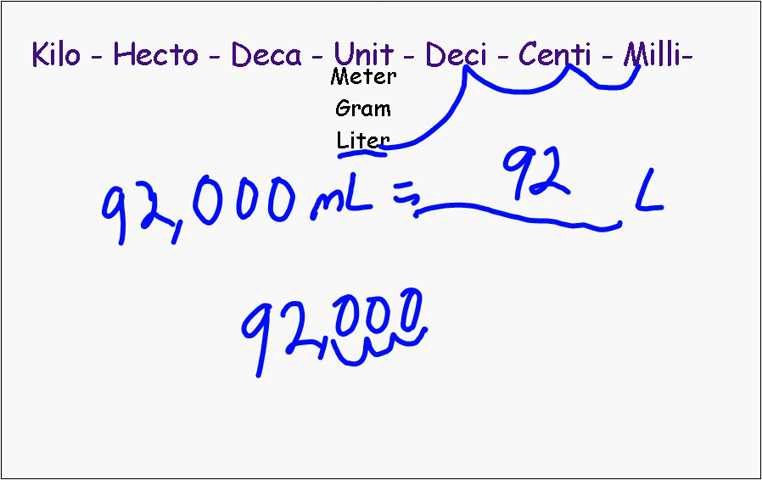 Kilo - Hecto - Deca - Unit - Deci - Centi - Milli-
Meter
Gram
Liter
92,000 mL = 92 L
92,000